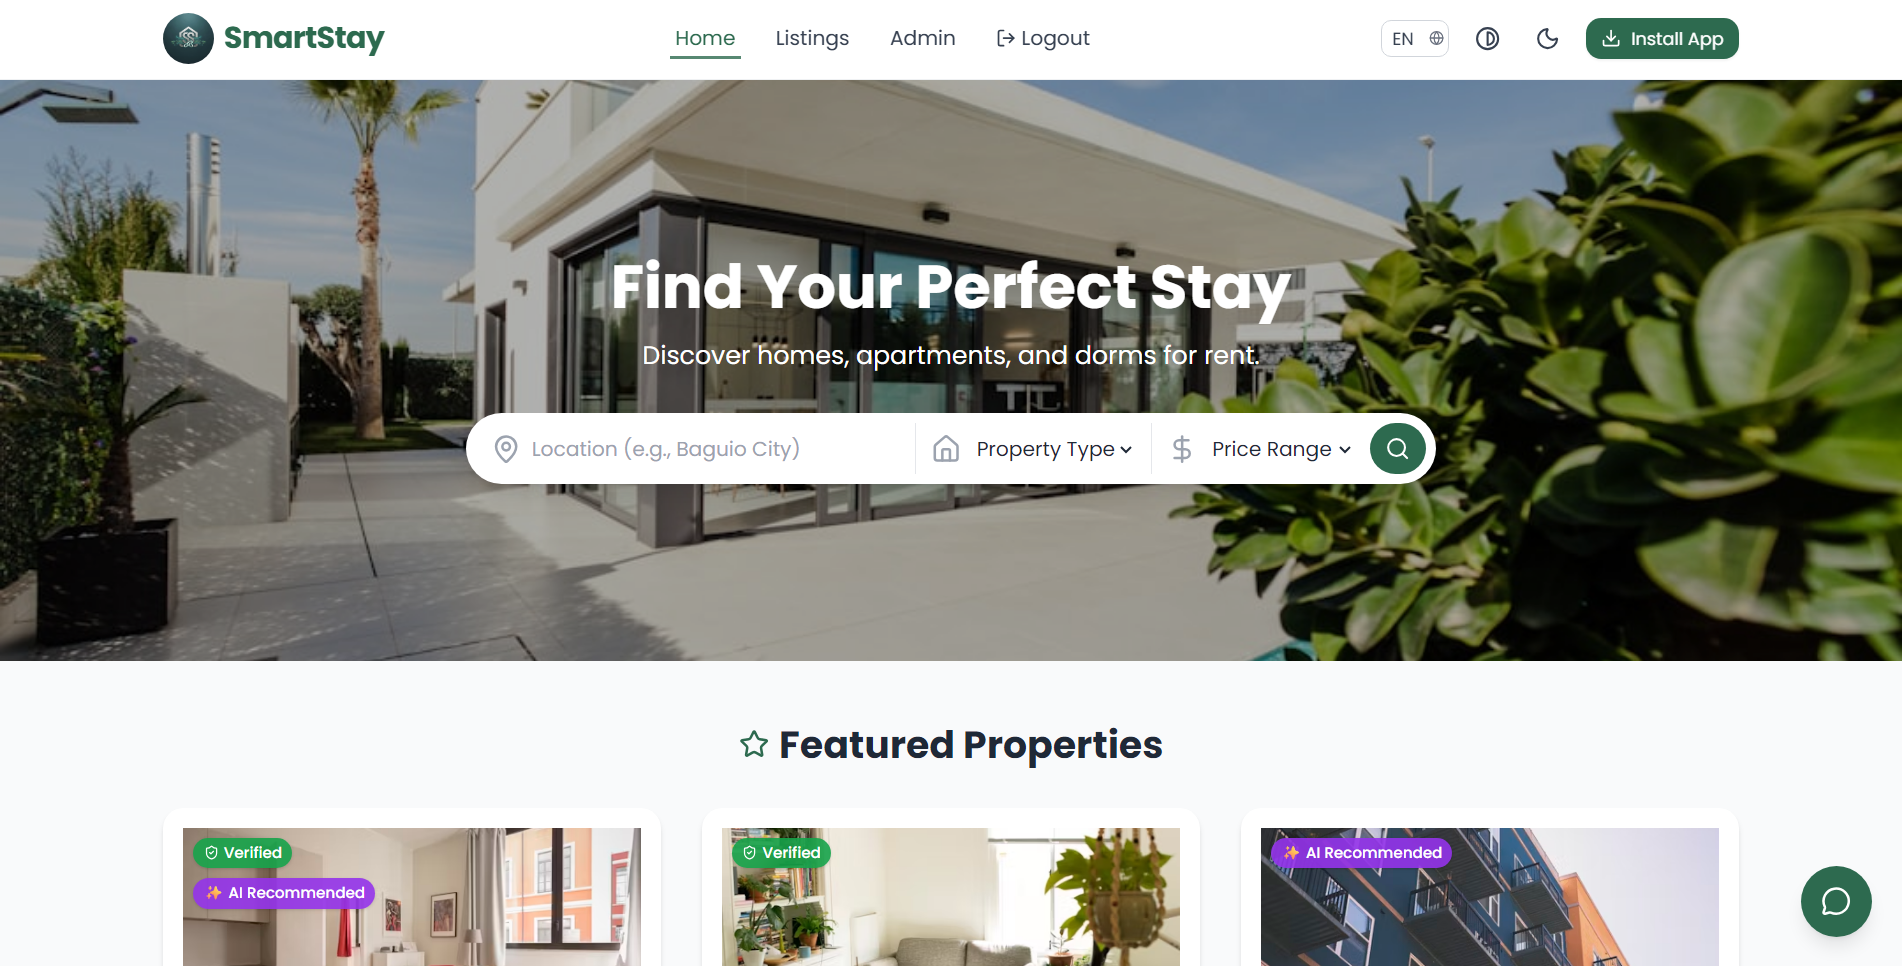 SmartStay
Home
Listings
Admin
Logout
EN
Install App
Find Your Perfect Stay
Discover homes, apartments, and dorms for rent.
Location (e.g., Baguio City)
Property Type
Price Range
Featured Properties
Verified
AI Recommended
Verified
AI Recommended